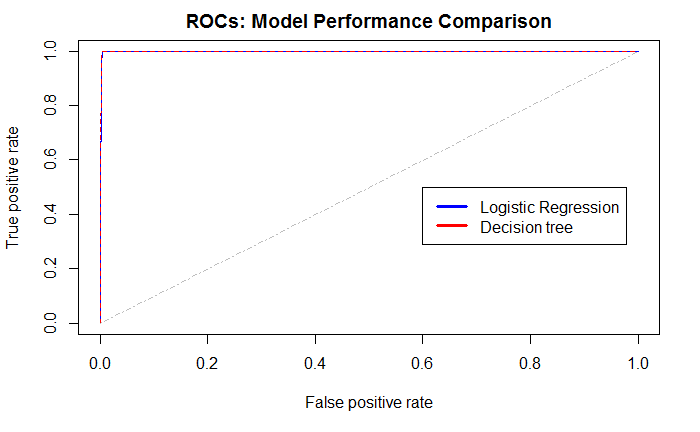 ROCs: Model Performance Comparison
True positive rate
1.0
0.8
0.6
0.4
0.2
0.0
Logistic Regression
Decision tree
0.0 0.2 0.4 0.6 0.8 1.0
False positive rate